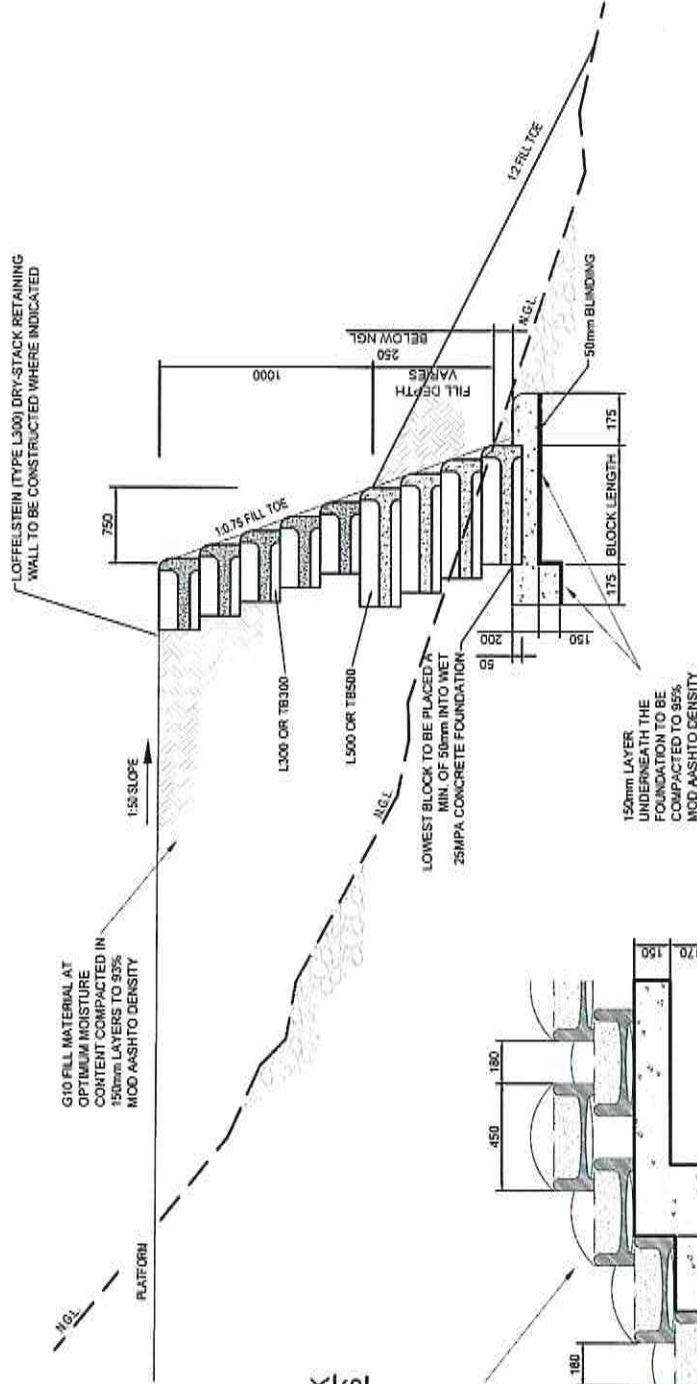 LOFFELSTEIN (TYPE L300) DRY-STACK RETAINING
WALL TO BE CONSTRUCTED WHERE INDICATED
G10 FILL MATERIAL AT
OPTIMUM MOISTURE
CONTENT COMPACTED IN
150mm LAYERS TO 93%
MOD AASHTO DENSITY
1:50 SLOPE
PLATFORM
N.G.L.
750
1:0.75 FILL TOE
1000
L300 OR TB300
L500 OR TB500
FILL DEPTH
VARIES
250
BELOW NGL
1:2 FILL TOE
N.G.L.
N.G.L.
LOWEST BLOCK TO BE PLACED A
MIN. OF 50mm INTO WET
25MPA CONCRETE FOUNDATION
50
200
150
175
BLOCK LENGTH
175
50mm BLINDING
150mm LAYER
UNDERNEATH THE
FOUNDATION TO BE
COMPACTED TO 95%
MOD AASHTO DENSITY
450
180
150
170
180